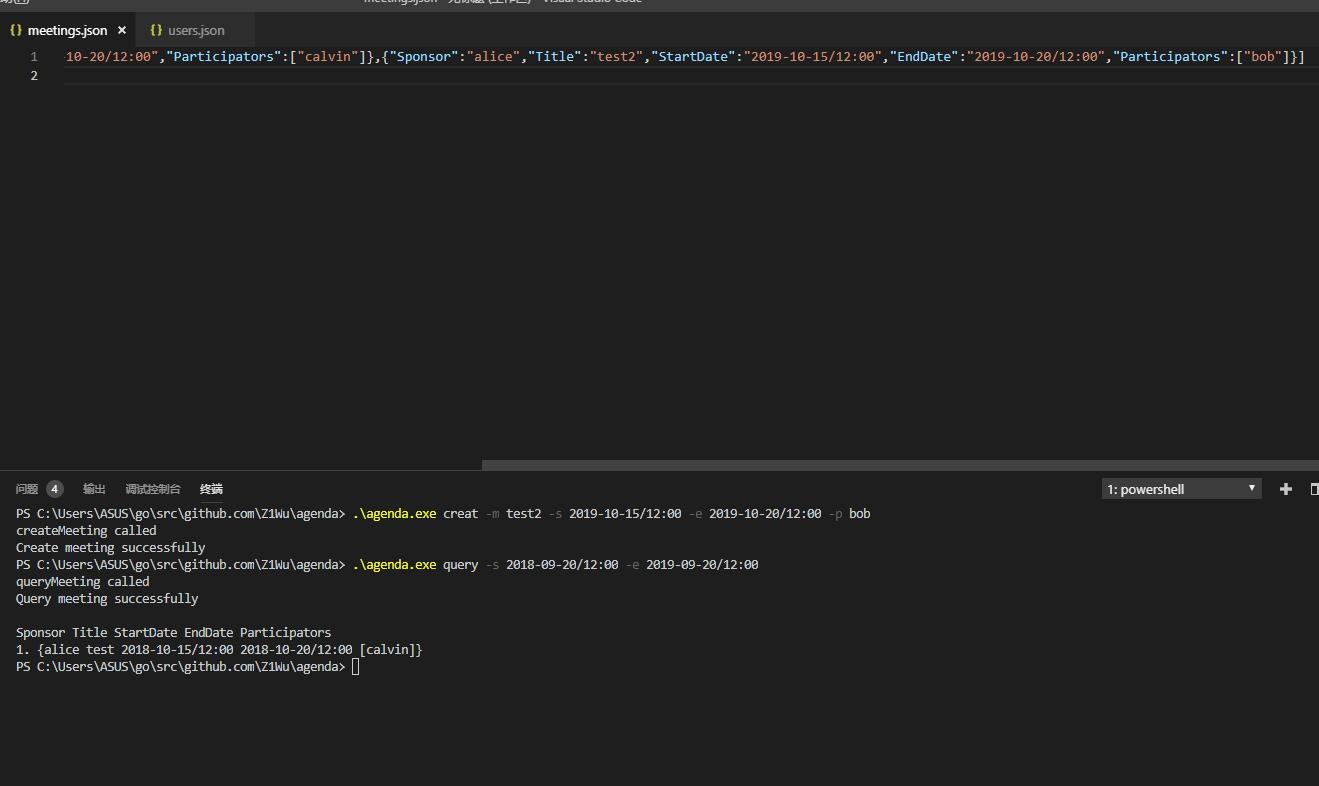 meetings.json - 无标题 (工作区) - Visual Studio Code
{} meetings.json × {} users.json
1 10-20/12:00","Participators":["calvin"]},{"Sponsor":"alice","Title":"test2","StartDate":"2019-10-15/12:00","EndDate":"2019-10-20/12:00","Participators":["bob"]}]
2
问题 4 输出 调试控制台 终端 1: powershell
PS C:\Users\ASUS\go\src\github.com\Z1Wu\agenda> .\agenda.exe creat -m test2 -s 2019-10-15/12:00 -e 2019-10-20/12:00 -p bob
createMeeting called
Create meeting successfully
PS C:\Users\ASUS\go\src\github.com\Z1Wu\agenda> .\agenda.exe query -s 2018-09-20/12:00 -e 2019-09-20/12:00
queryMeeting called
Query meeting successfully
Sponsor Title StartDate EndDate Participators
1. {alice test 2018-10-15/12:00 2018-10-20/12:00 [calvin]}
PS C:\Users\ASUS\go\src\github.com\Z1Wu\agenda>